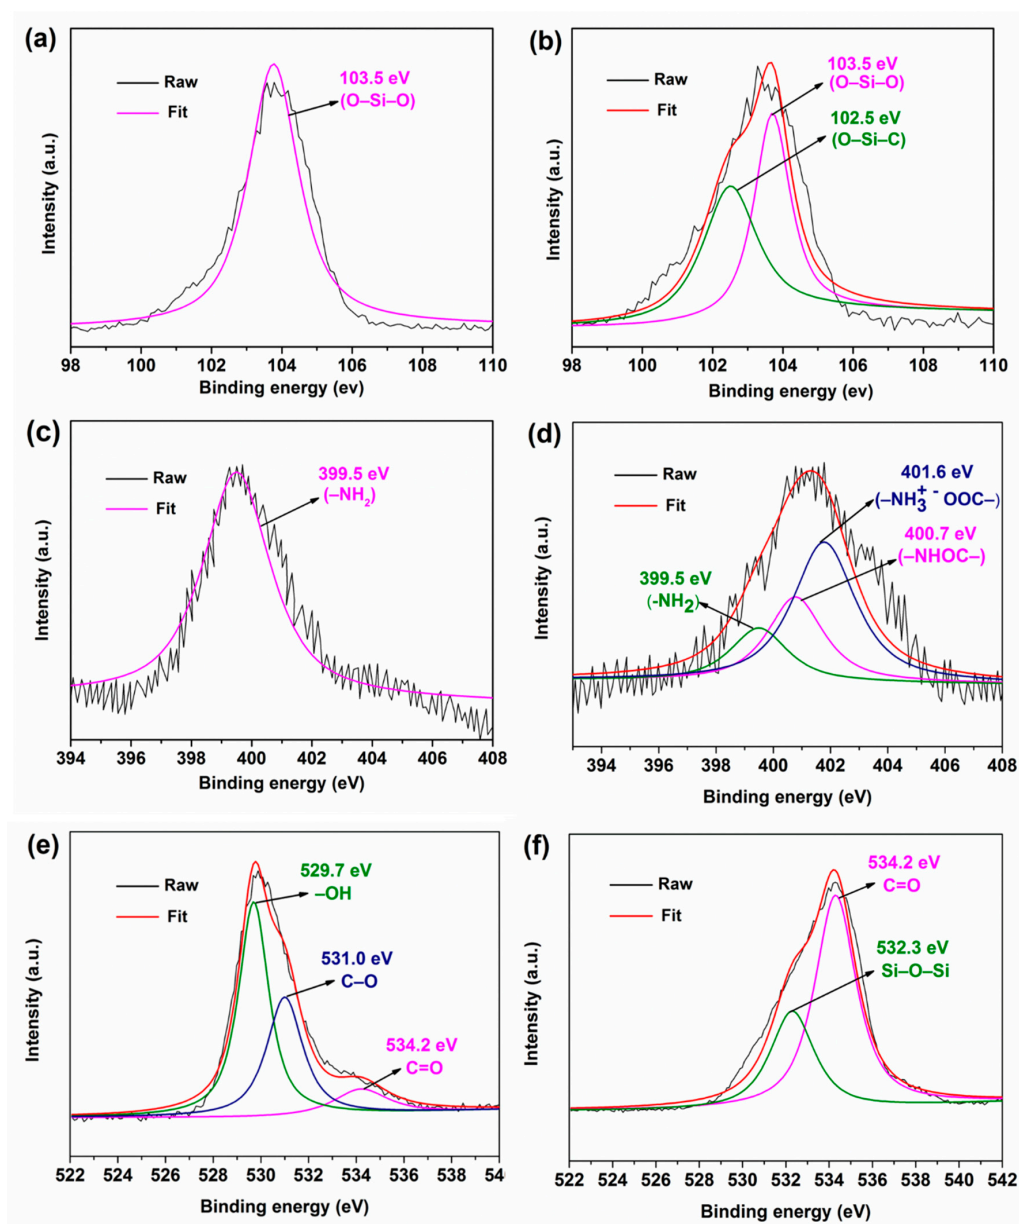 (a)
Raw
Fit
103.5 eV
(O–Si–O)
Intensity (a.u.)
98 100 102 104 106 108 110
Binding energy (ev)
(b)
Raw
Fit
103.5 eV
(O–Si–O)
102.5 eV
(O–Si–C)
Intensity (a.u.)
98 100 102 104 106 108 110
Binding energy (ev)
(c)
Raw
Fit
399.5 eV
(–NH2)
Intensity (a.u.)
394 396 398 400 402 404 406 408
Binding energy (eV)
(d)
Raw
Fit
401.6 eV
(–NH3+ - OOC–)
400.7 eV
(–NHOC–)
399.5 eV
(-NH2)
Intensity (a.u.)
394 396 398 400 402 404 406 408
Binding energy (eV)
(e)
Raw
Fit
529.7 eV
–OH
531.0 eV
C–O
534.2 eV
C=O
Intensity (a.u.)
522 524 526 528 530 532 534 536 538 54
Binding energy (eV)
(f)
Raw
Fit
534.2 eV
C=O
532.3 eV
Si–O–Si
Intensity (a.u.)
522 524 526 528 530 532 534 536 538 540 542
Binding energy (eV)